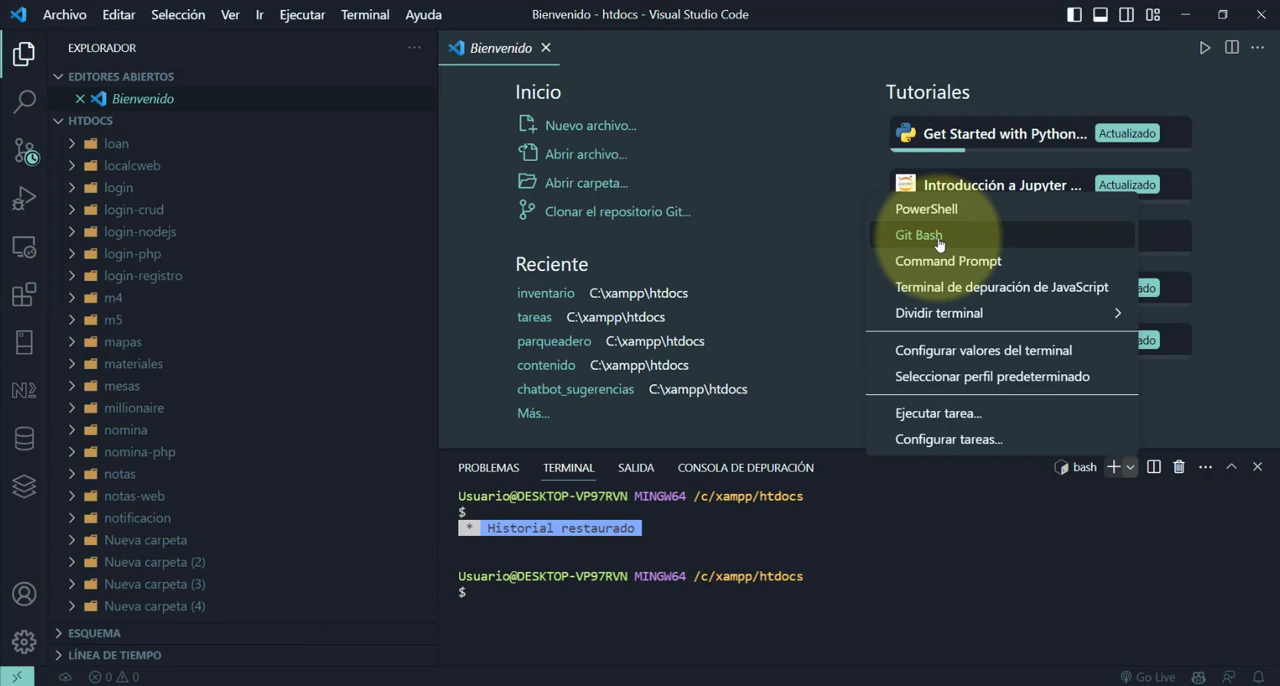 Archivo Editar Selección Ver Ir Ejecutar Terminal Ayuda Bienvenido - htdocs - Visual Studio Code
EXPLORADOR
EDITORES ABIERTOS
Bienvenido
HTDOCS
loan
localcweb
login
login-crud
login-nodejs
login-php
login-registro
m4
m5
mapas
materiales
mesas
millionaire
nomina
nomina-php
notas
notas-web
notificacion
Nueva carpeta
Nueva carpeta (2)
Nueva carpeta (3)
Nueva carpeta (4)
ESQUEMA
LÍNEA DE TIEMPO
Bienvenido
Inicio
Nuevo archivo...
Abrir archivo...
Abrir carpeta...
Clonar el repositorio Git...
Reciente
inventario C:\xampp\htdocs
tareas C:\xampp\htdocs
parqueadero C:\xampp\htdocs
contenido C:\xampp\htdocs
chatbot_sugerencias C:\xampp\htdocs
Más...
Tutoriales
Get Started with Python... Actualizado
Introducción a Jupyter ... Actualizado
PowerShell
Git Bash
Command Prompt
Terminal de depuración de JavaScript
Dividir terminal
Configurar valores del terminal
Seleccionar perfil predeterminado
Ejecutar tarea...
Configurar tareas...
ado
ado
PROBLEMAS TERMINAL SALIDA CONSOLA DE DEPURACIÓN bash
Usuario@DESKTOP-VP97RVN MINGW64 /c/xampp/htdocs
$
* Historial restaurado
Usuario@DESKTOP-VP97RVN MINGW64 /c/xampp/htdocs
$
0 0 Go Live